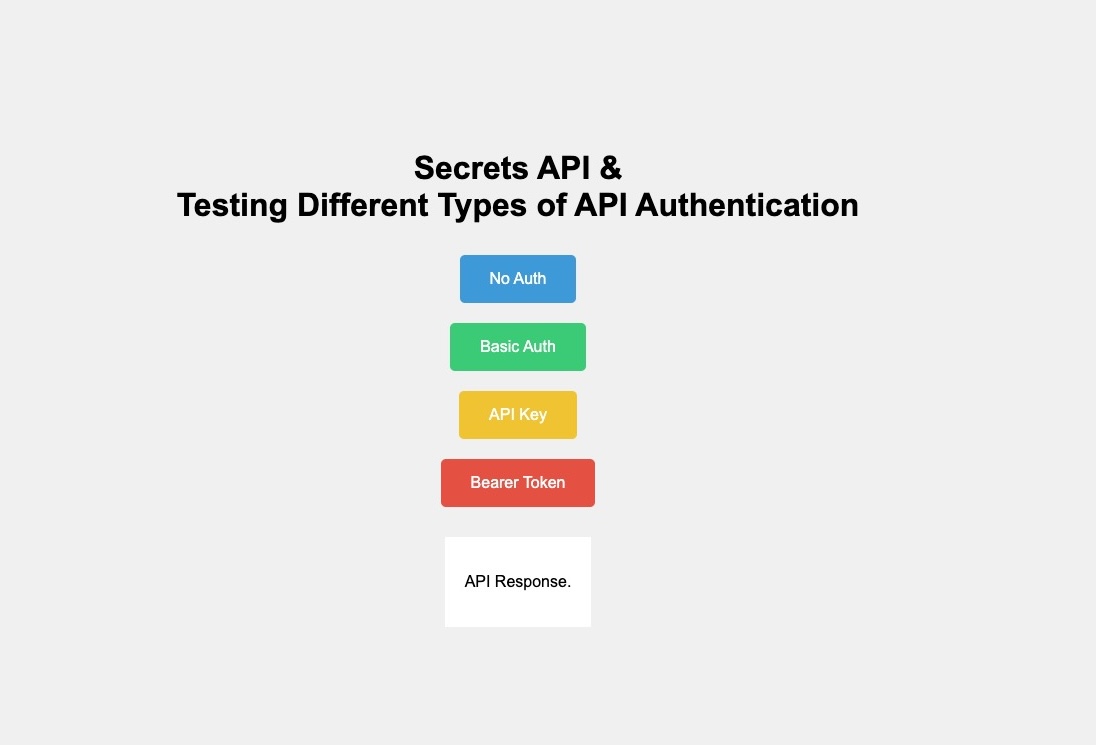 Secrets API &
Testing Different Types of API Authentication
No Auth
Basic Auth
API Key
Bearer Token
API Response.